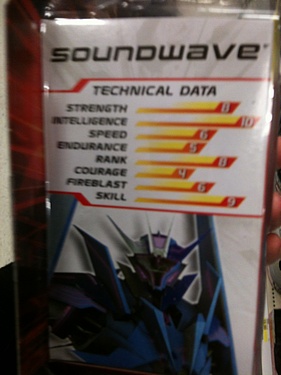 SOUNDWAVE
TECHNICAL DATA
STRENGTH 8
INTELLIGENCE 10
SPEED 6
ENDURANCE 5
RANK 8
COURAGE 4
FIREBLAST 6
SKILL 9